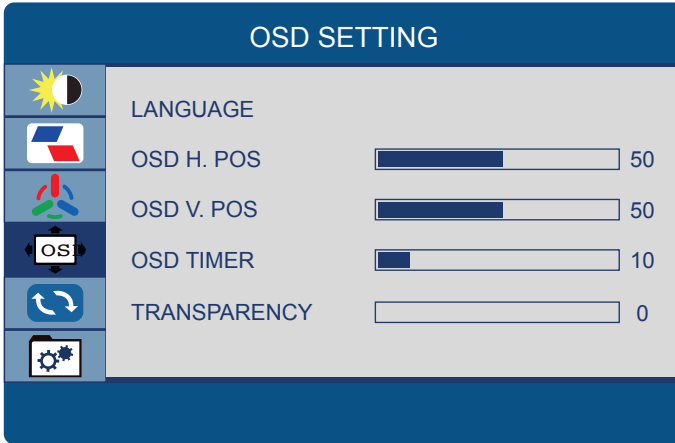 OSD SETTING
LANGUAGE
OSD H. POS 50
OSD V. POS 50
OSD OSD TIMER 10
TRANSPARENCY 0